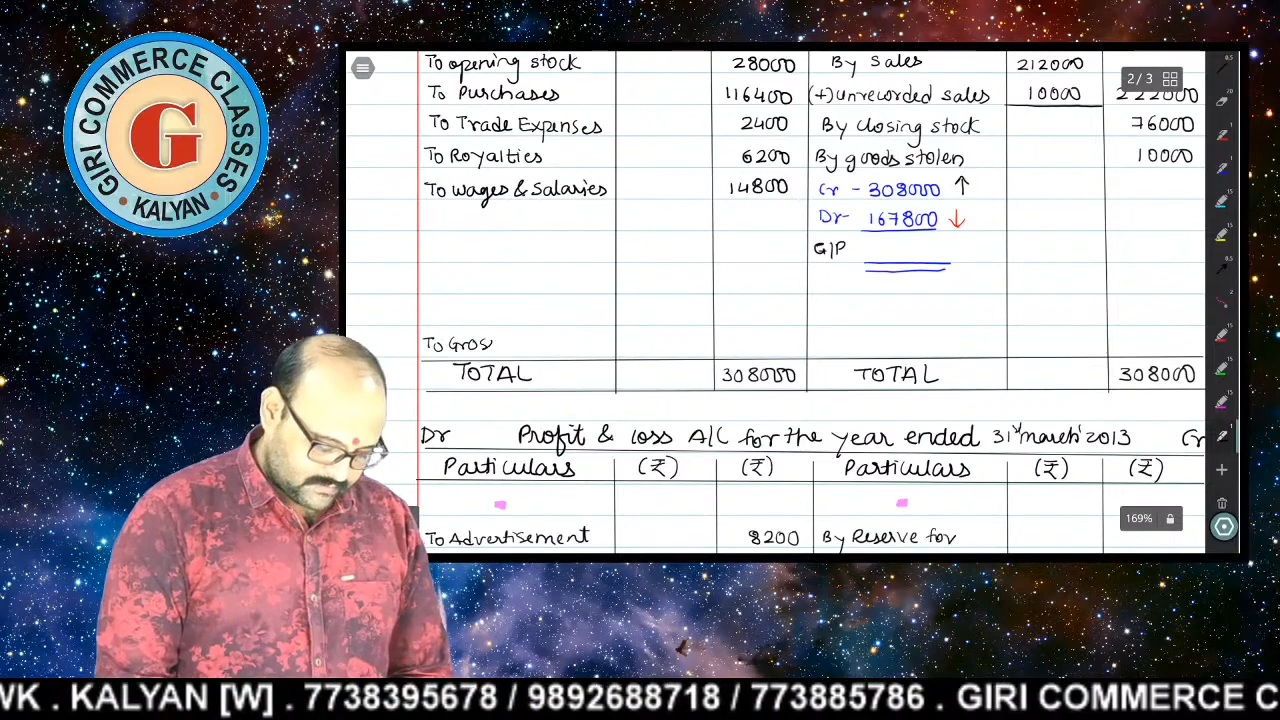 GIRI COMMERCE CLASSES
G
KALYAN
To opening stock 28000 By Sales 212000
2/3
To Purchases 116400 (+) unrecorded sales 10000 222000
To Trade Expenses 2400 By closing stock 76000
To Royalties 6200 By goods stolen 10000
To wages & Salaries 14800 Cr - 308000 ↑
Dr- 167800 ↓
G/P
To Gros
TOTAL 308000 TOTAL 308000
Dr Profit & loss A/C for the year ended 31st march' 2013 Cr
Particulars (₹) (₹) Particulars (₹) (₹)
169%
To Advertisement 8200 By Reserve for
WK . KALYAN [W] . 7738395678 / 9892688718 / 773885786 . GIRI COMMERCE C